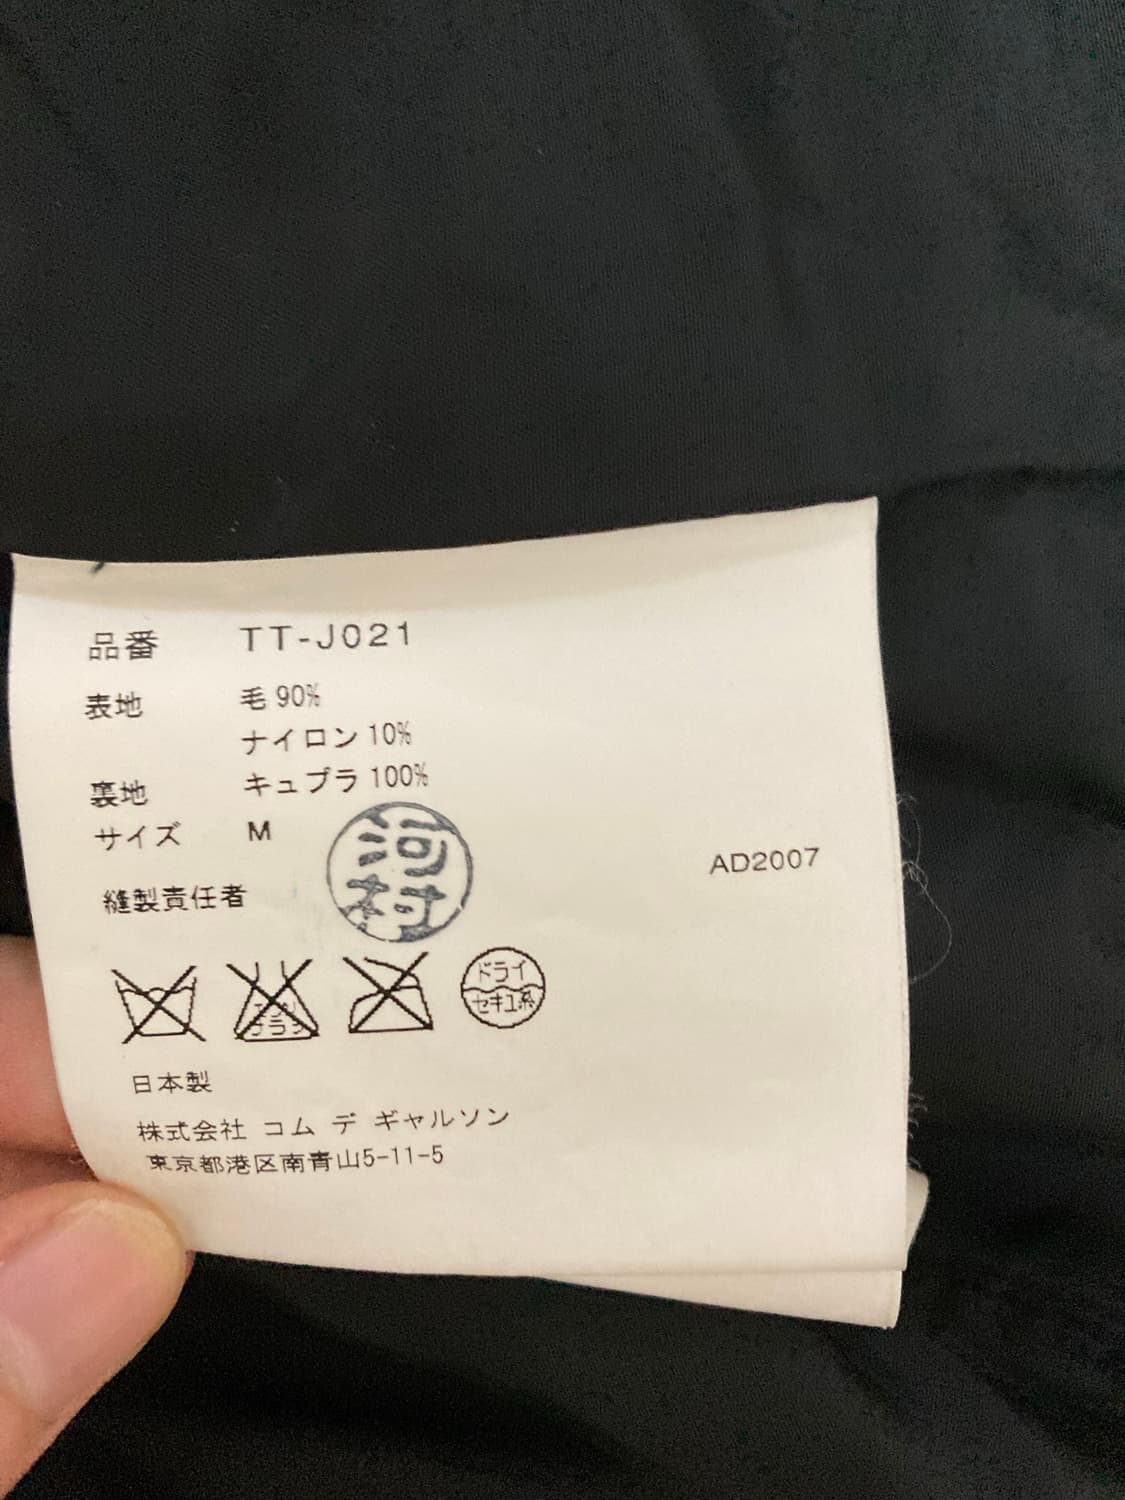 品番 TT-J021
表地 毛 90%
ナイロン 10%
裏地 キュプラ 100%
サイズ M
河村
縫製責任者
AD2007
ドライ
セキユ系
日本製
株式会社 コム デ ギャルソン
東京都港区南青山5-11-5